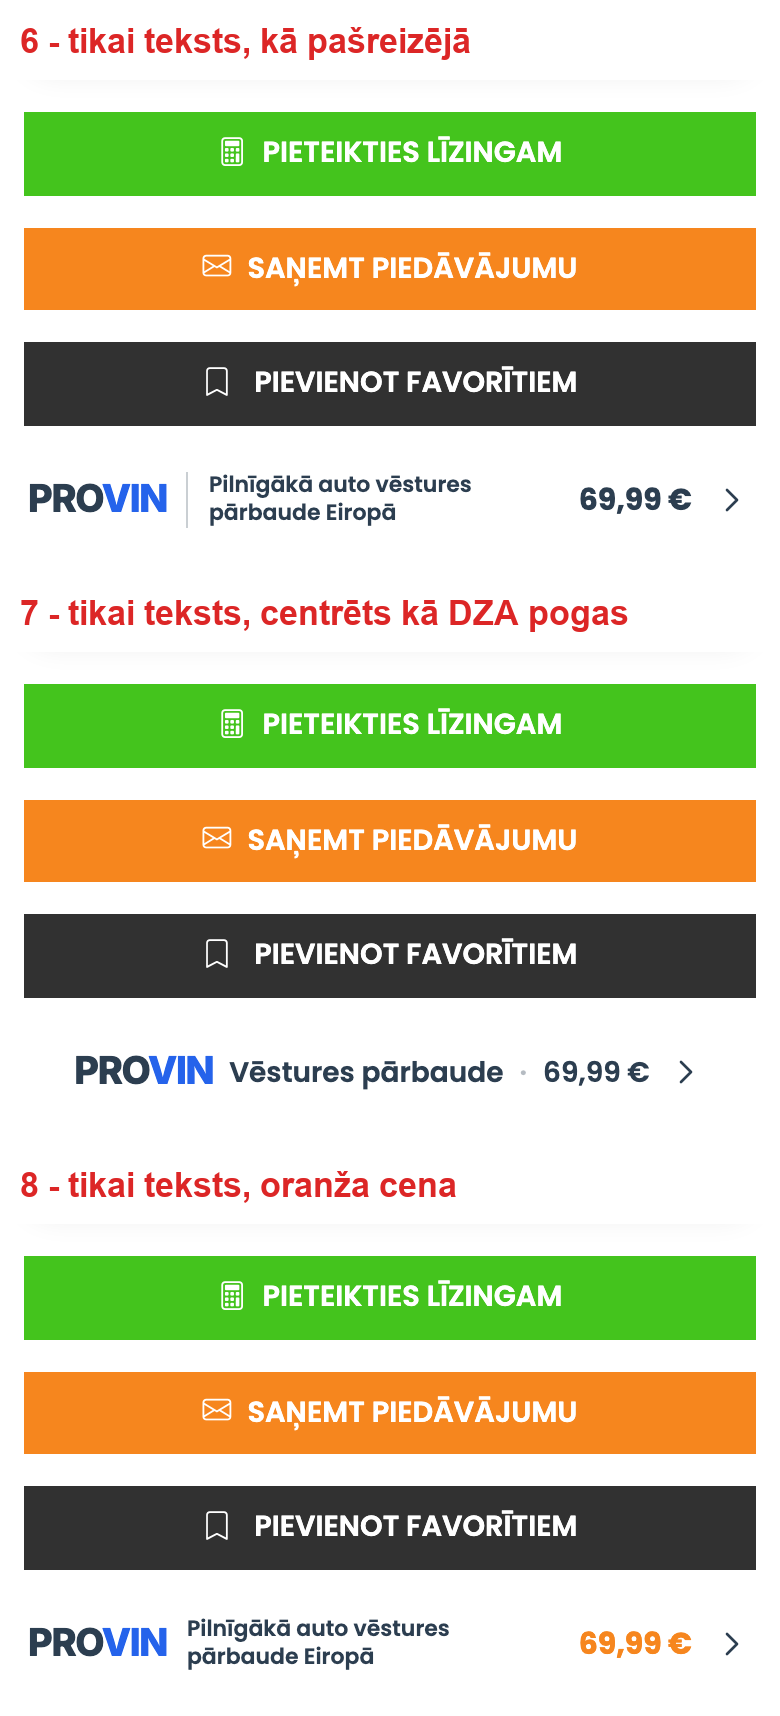 6 - tikai teksts, kā pašreizējā
PIETEIKTIES LĪZINGAM
SAŅEMT PIEDĀVĀJUMU
PIEVIENOT FAVORĪTIEM
PROVIN
Pilnīgākā auto vēstures
pārbaude Eiropā
69,99 €
7 - tikai teksts, centrēts kā DZA pogas
PIETEIKTIES LĪZINGAM
SAŅEMT PIEDĀVĀJUMU
PIEVIENOT FAVORĪTIEM
PROVIN Vēstures pārbaude · 69,99 €
8 - tikai teksts, oranža cena
PIETEIKTIES LĪZINGAM
SAŅEMT PIEDĀVĀJUMU
PIEVIENOT FAVORĪTIEM
PROVIN
Pilnīgākā auto vēstures
pārbaude Eiropā
69,99 €